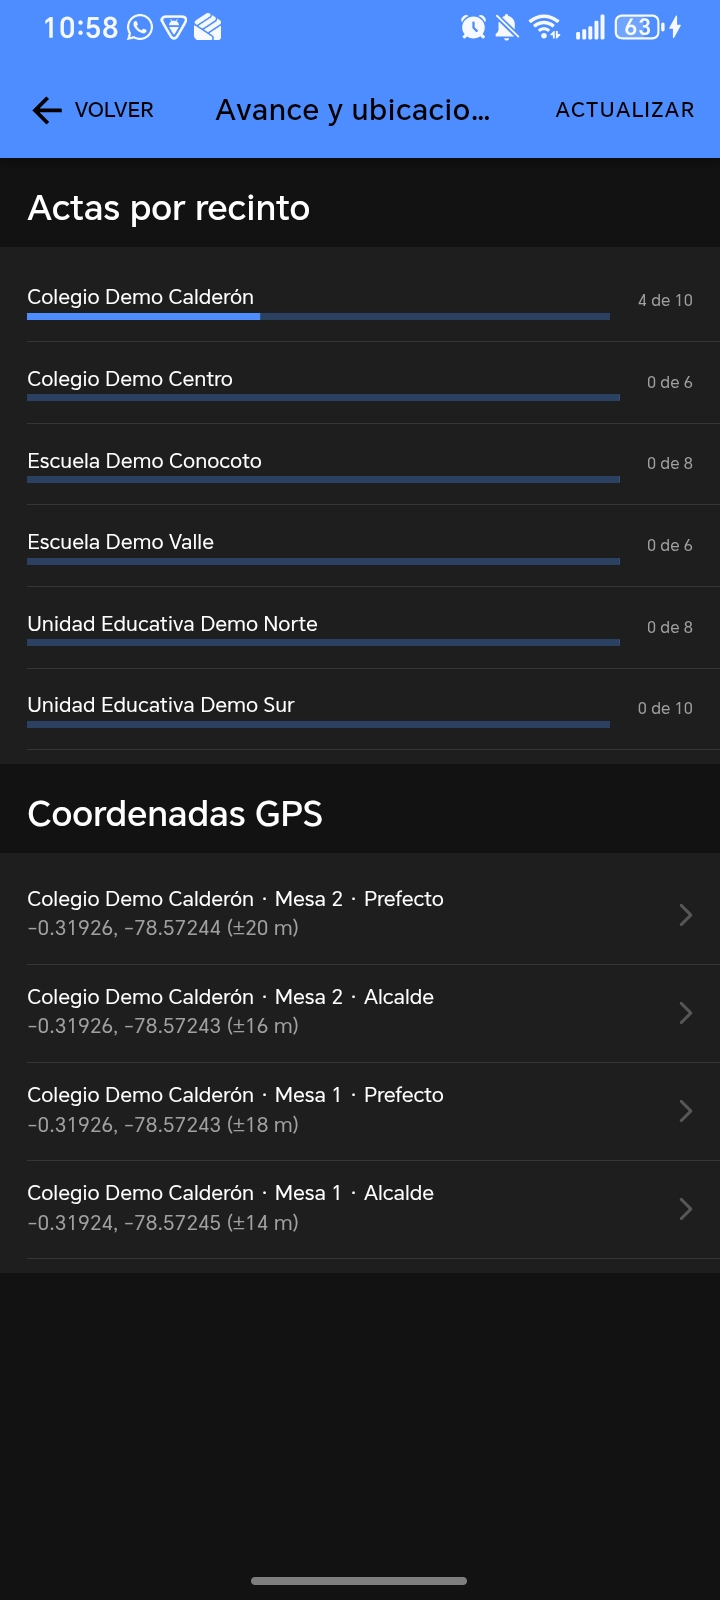 10:58
63
VOLVER
Avance y ubicacio...
ACTUALIZAR
Actas por recinto
Colegio Demo Calderón
4 de 10
Colegio Demo Centro
0 de 6
Escuela Demo Conocoto
0 de 8
Escuela Demo Valle
0 de 6
Unidad Educativa Demo Norte
0 de 8
Unidad Educativa Demo Sur
0 de 10
Coordenadas GPS
Colegio Demo Calderón · Mesa 2 · Prefecto
-0.31926, -78.57244 (±20 m)
Colegio Demo Calderón · Mesa 2 · Alcalde
-0.31926, -78.57243 (±16 m)
Colegio Demo Calderón · Mesa 1 · Prefecto
-0.31926, -78.57243 (±18 m)
Colegio Demo Calderón · Mesa 1 · Alcalde
-0.31924, -78.57245 (±14 m)